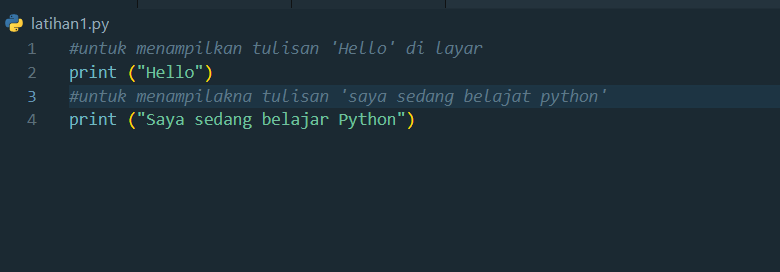 latihan1.py
1 #untuk menampilkan tulisan 'Hello' di layar
2 print ("Hello")
3 #untuk menampilakna tulisan 'saya sedang belajat python'
4 print ("Saya sedang belajar Python")